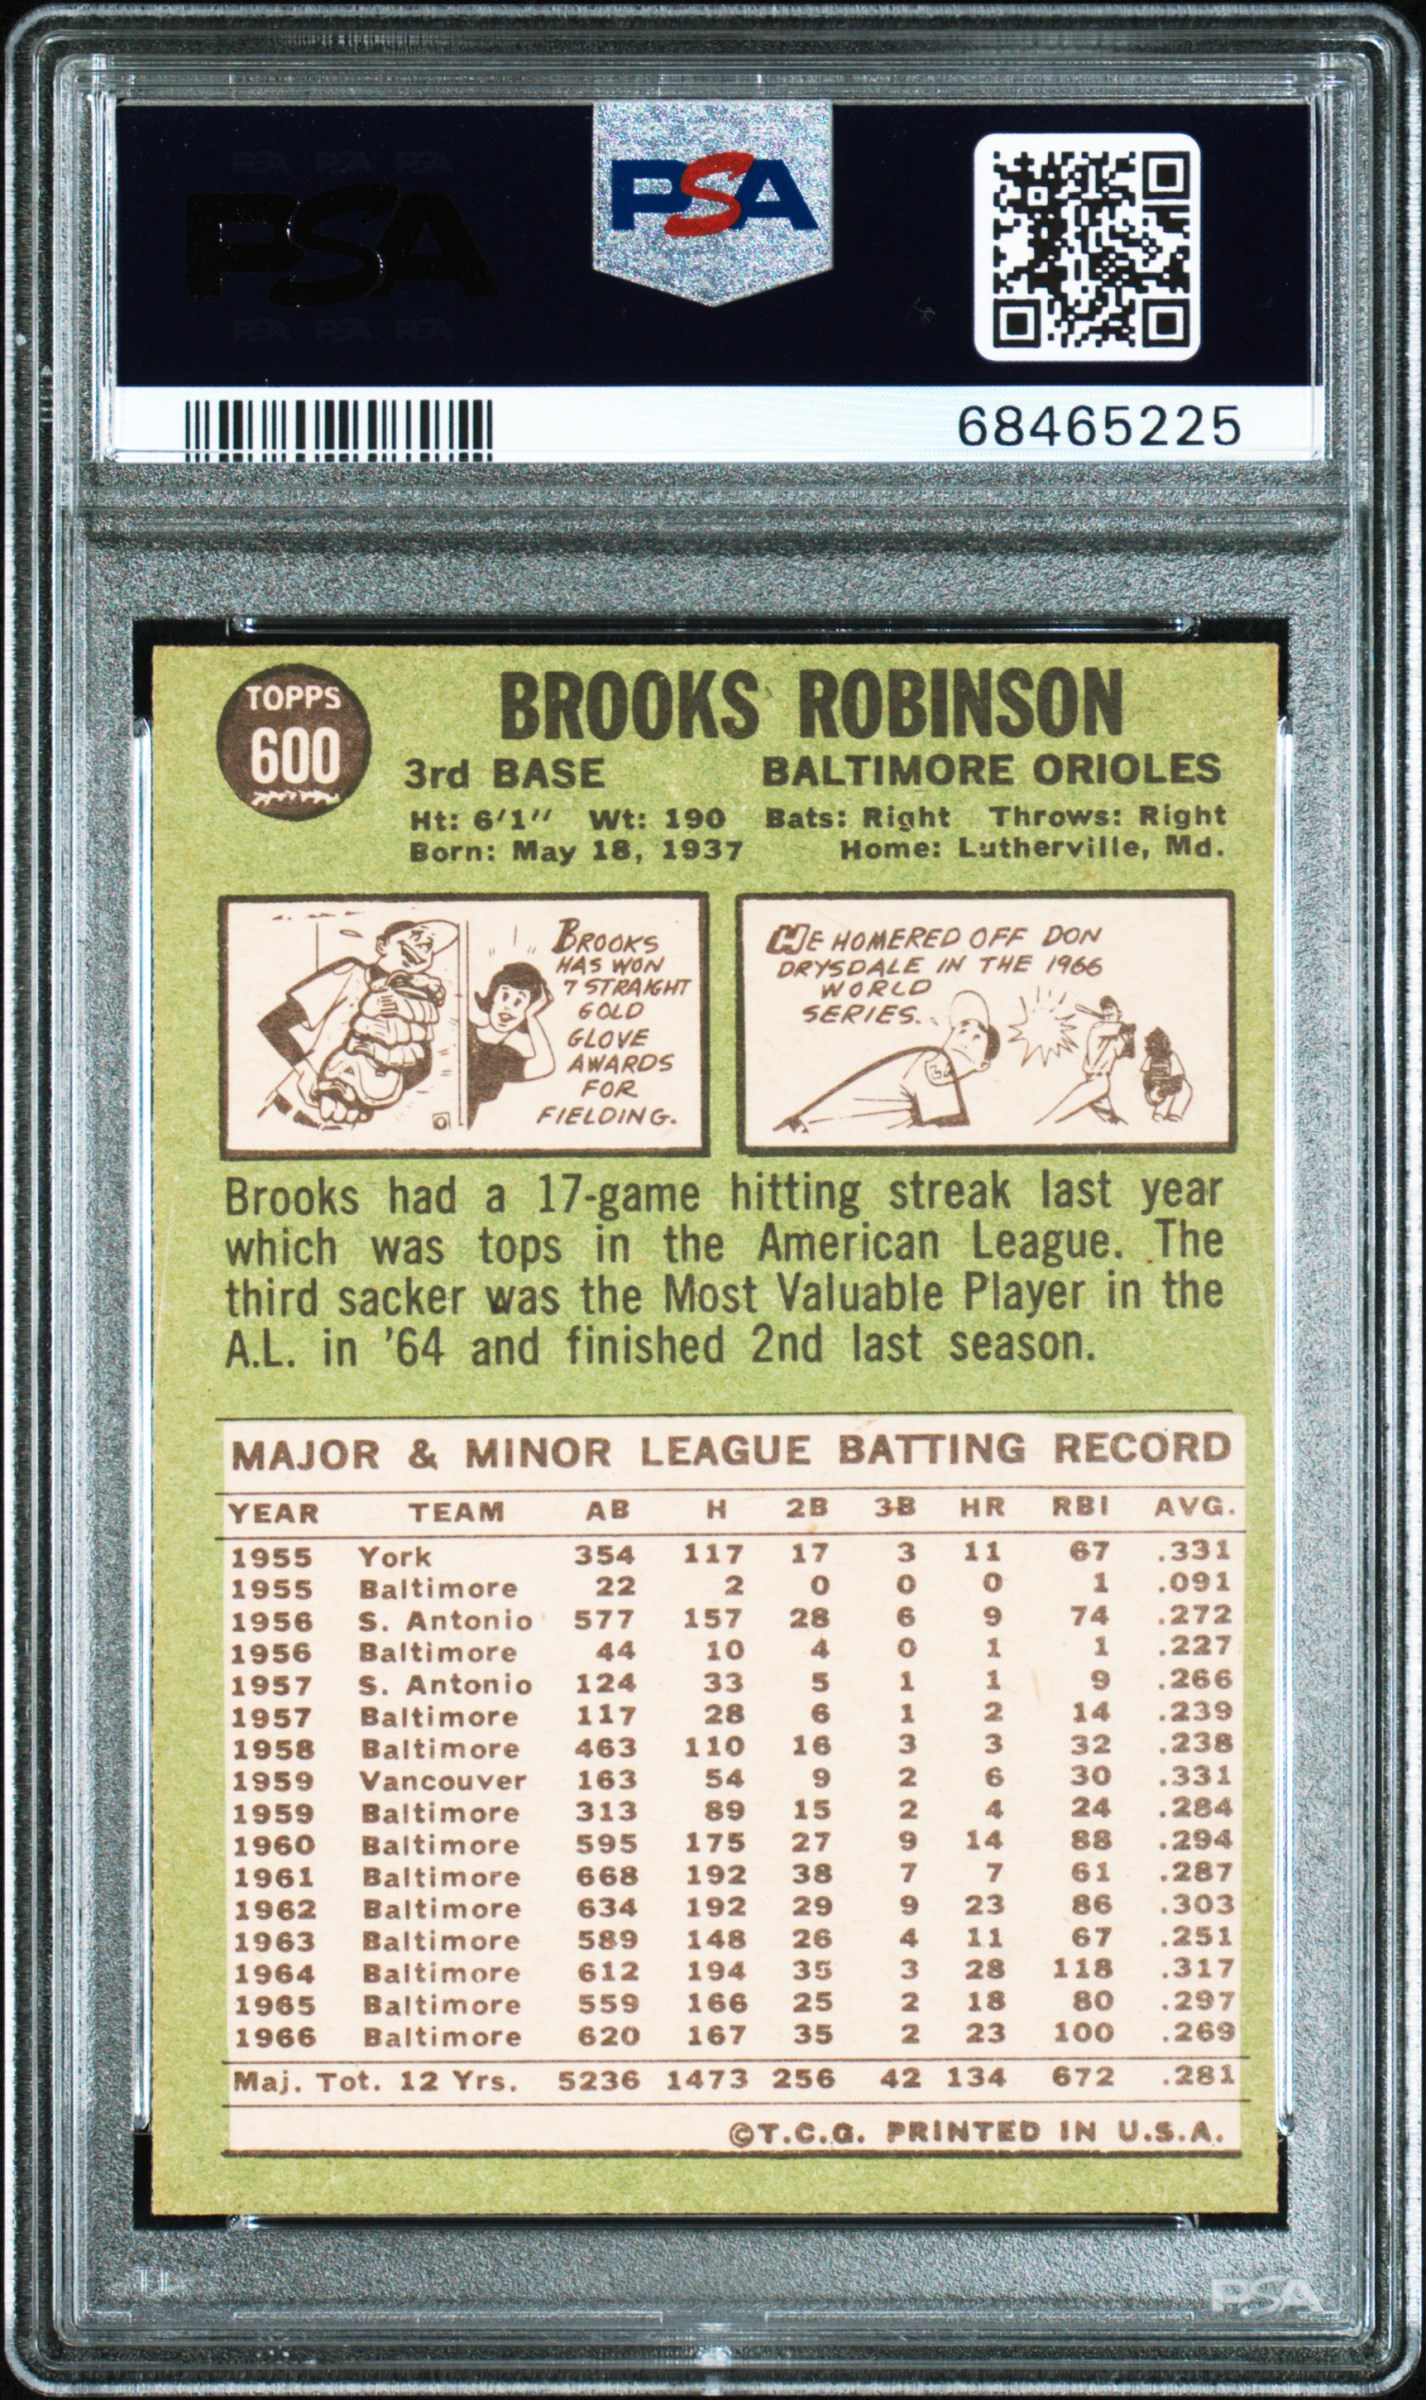 PSA PSA PSA
PSA
PSA PSA PSA
PSA
68465225
TOPPS
600
BROOKS ROBINSON
3rd BASE BALTIMORE ORIOLES
Ht: 6'1" Wt: 190 Bats: Right Throws: Right
Born: May 18, 1937 Home: Lutherville, Md.
BROOKS
HAS WON
7 STRAIGHT
GOLD
GLOVE
AWARDS
FOR
FIELDING.
HE HOMERED OFF DON
DRYSDALE IN THE 1966
WORLD
SERIES.
Brooks had a 17-game hitting streak last year
which was tops in the American League. The
third sacker was the Most Valuable Player in the
A.L. in '64 and finished 2nd last season.
MAJOR & MINOR LEAGUE BATTING RECORD
YEAR TEAM AB H 2B 3B HR RBI AVG.
1955 York 354 117 17 3 11 67 .331
1955 Baltimore 22 2 0 0 0 1 .091
1956 S. Antonio 577 157 28 6 9 74 .272
1956 Baltimore 44 10 4 0 1 1 .227
1957 S. Antonio 124 33 5 1 1 9 .266
1957 Baltimore 117 28 6 1 2 14 .239
1958 Baltimore 463 110 16 3 3 32 .238
1959 Vancouver 163 54 9 2 6 30 .331
1959 Baltimore 313 89 15 2 4 24 .284
1960 Baltimore 595 175 27 9 14 88 .294
1961 Baltimore 668 192 38 7 7 61 .287
1962 Baltimore 634 192 29 9 23 86 .303
1963 Baltimore 589 148 26 4 11 67 .251
1964 Baltimore 612 194 35 3 28 118 .317
1965 Baltimore 559 166 25 2 18 80 .297
1966 Baltimore 620 167 35 2 23 100 .269
Maj. Tot. 12 Yrs. 5236 1473 256 42 134 672 .281
©T.C.G. PRINTED IN U.S.A.
PSA